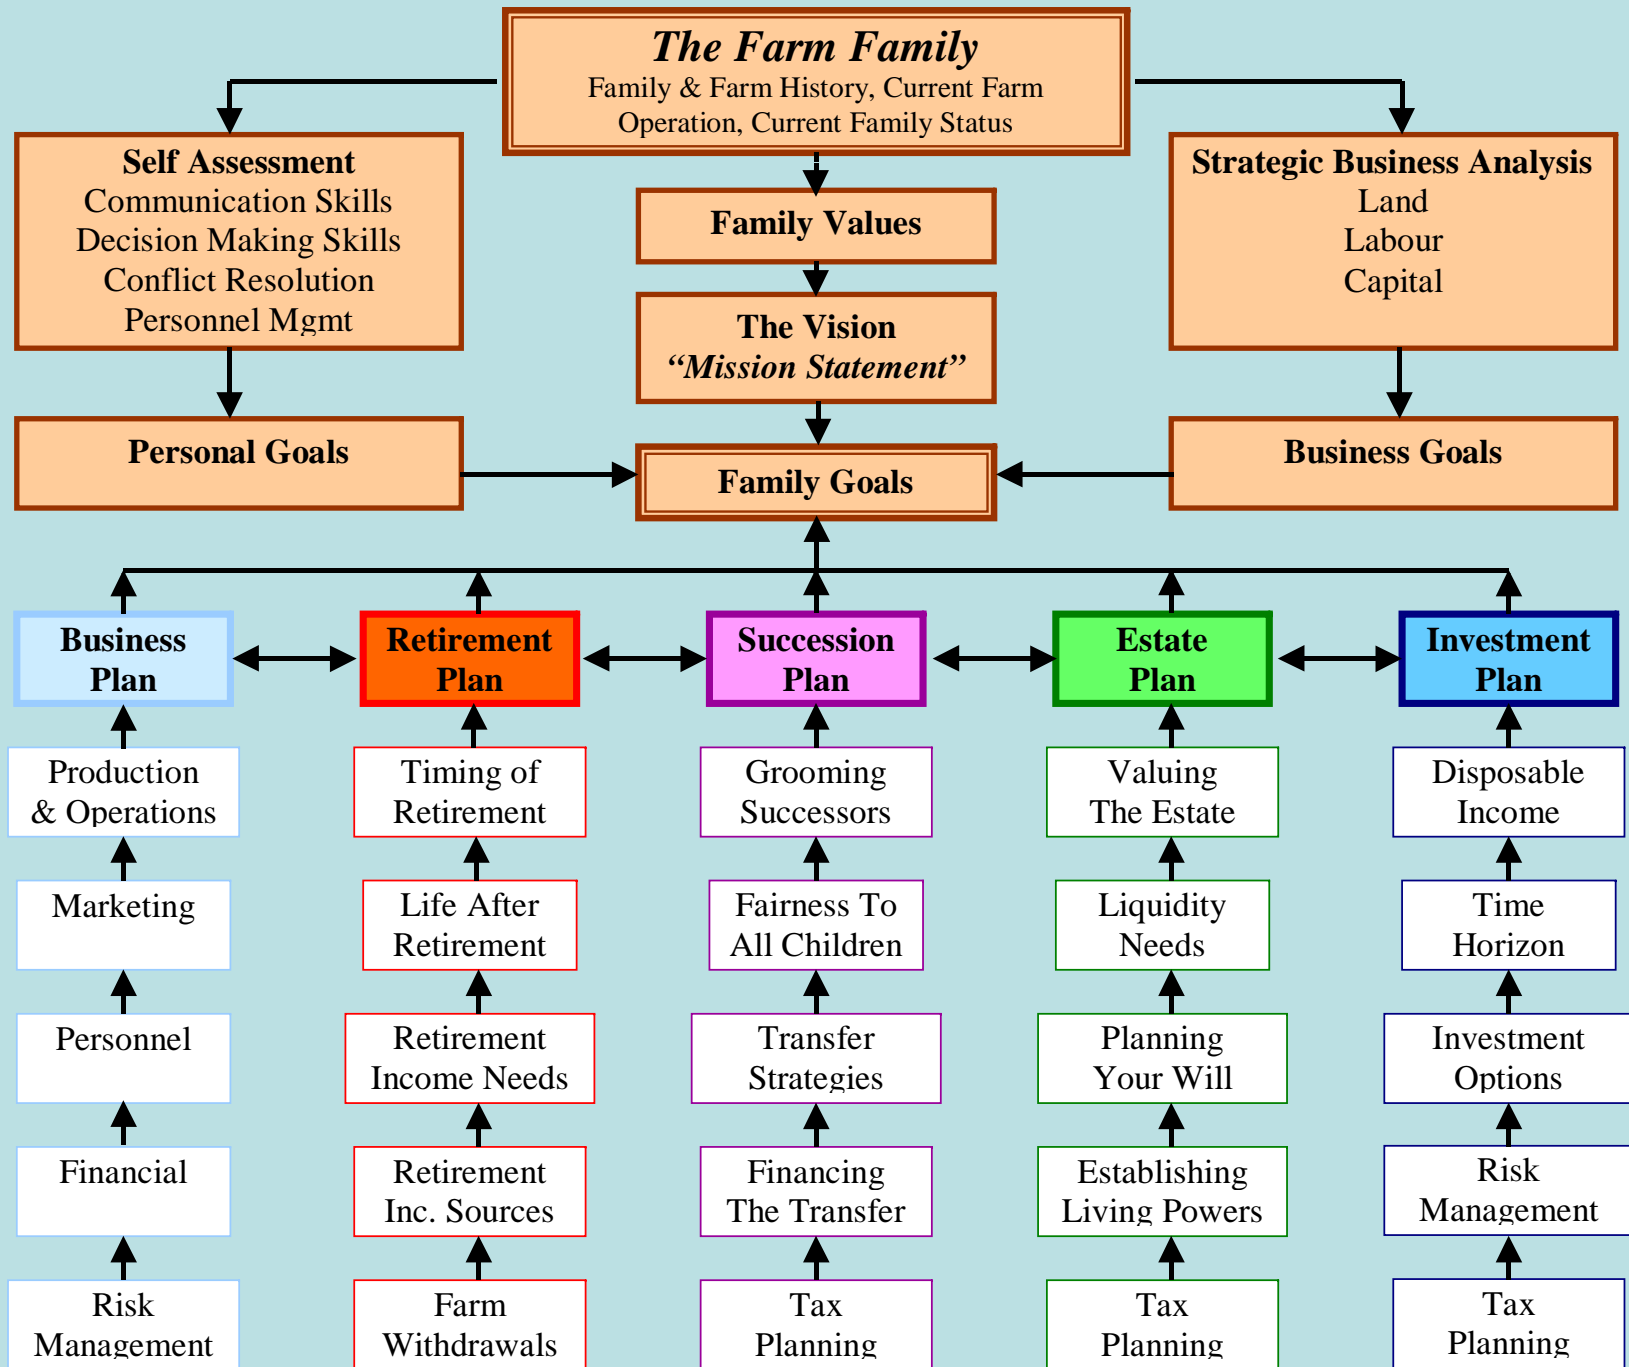 The Farm Family
Family & Farm History, Current Farm
Operation, Current Family Status
Self Assessment
Communication Skills
Decision Making Skills
Conflict Resolution
Personnel Mgmt
Family Values
The Vision
“Mission Statement”
Strategic Business Analysis
Land
Labour
Capital
Personal Goals
Family Goals
Business Goals
Business
Plan
Retirement
Plan
Succession
Plan
Estate
Plan
Investment
Plan
Production
& Operations
Timing of
Retirement
Grooming
Successors
Valuing
The Estate
Disposable
Income
Marketing
Life After
Retirement
Fairness To
All Children
Liquidity
Needs
Time
Horizon
Personnel
Retirement
Income Needs
Transfer
Strategies
Planning
Your Will
Investment
Options
Financial
Retirement
Inc. Sources
Financing
The Transfer
Establishing
Living Powers
Risk
Management
Risk
Management
Farm
Withdrawals
Tax
Planning
Tax
Planning
Tax
Planning